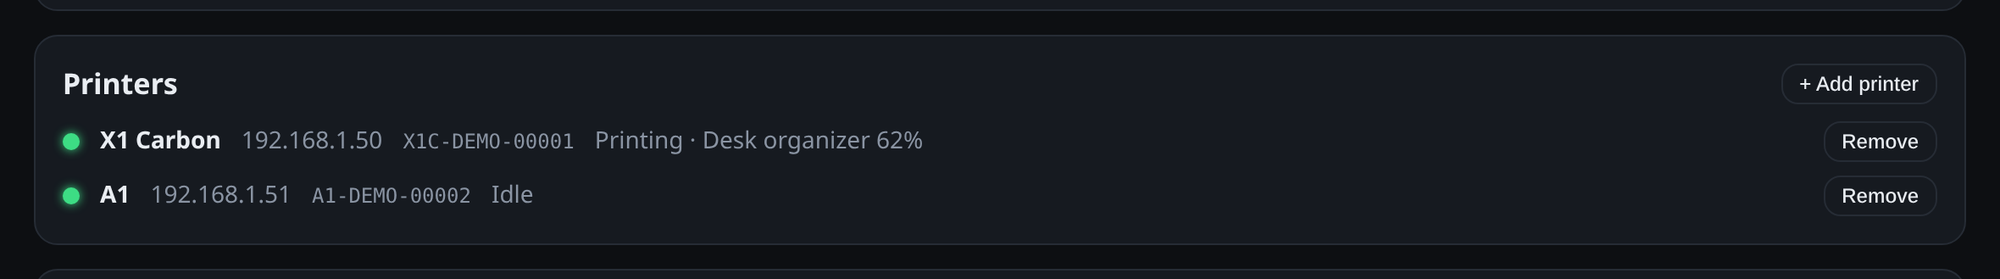 Printers
+ Add printer
X1 Carbon 192.168.1.50 X1C-DEMO-00001 Printing · Desk organizer 62%
Remove
A1 192.168.1.51 A1-DEMO-00002 Idle
Remove